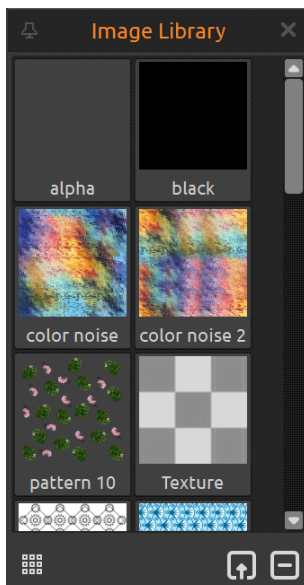 Image Library
alpha
black
color noise
color noise 2
pattern 10
Texture